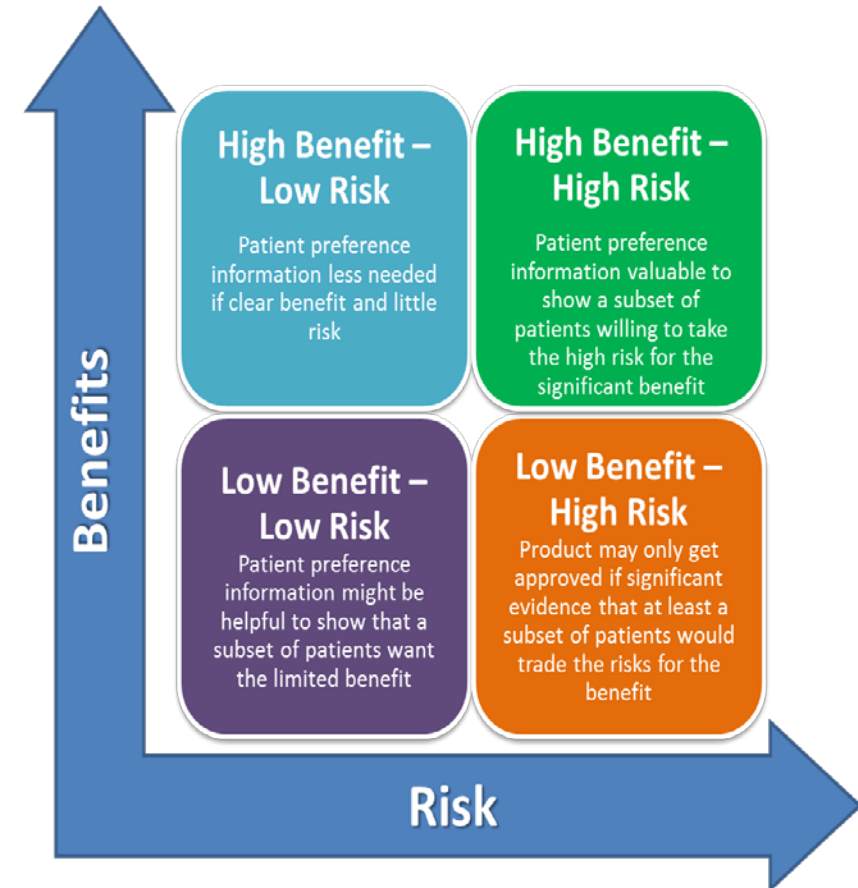 Benefits
High Benefit –
Low Risk
Patient preference
information less needed
if clear benefit and little
risk
High Benefit –
High Risk
Patient preference
information valuable to
show a subset of
patients willing to take
the high risk for the
significant benefit
Low Benefit –
Low Risk
Patient preference
information might be
helpful to show that a
subset of patients want
the limited benefit
Low Benefit –
High Risk
Product may only get
approved if significant
evidence that at least a
subset of patients would
trade the risks for the
benefit
Risk